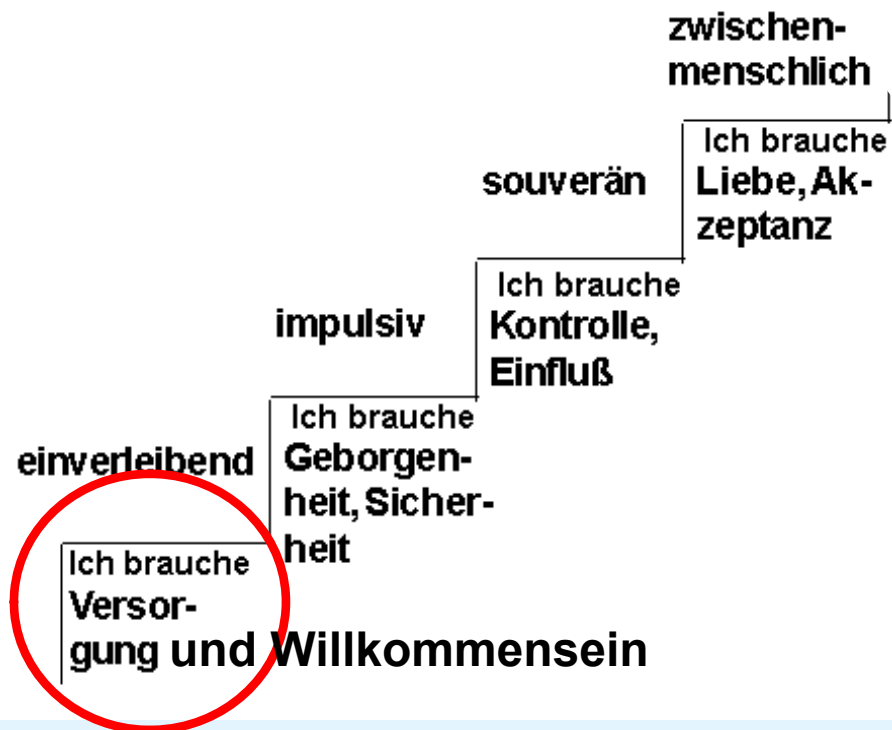 zwischen-
menschlich
Ich brauche
Liebe, Ak-
zeptanz
souverän
Ich brauche
Kontrolle,
Einfluß
impulsiv
Ich brauche
Geborgen-
heit, Sicher-
heit
einverleibend
Ich brauche
Versor-
gung und Willkommensein